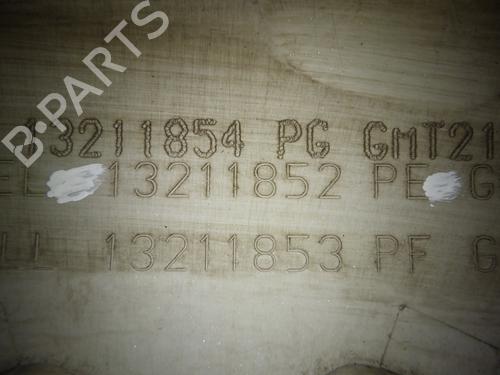 B-PARTS
13211854 PG GMT21
EL 13211852 PE G
LL 13211853 PF G